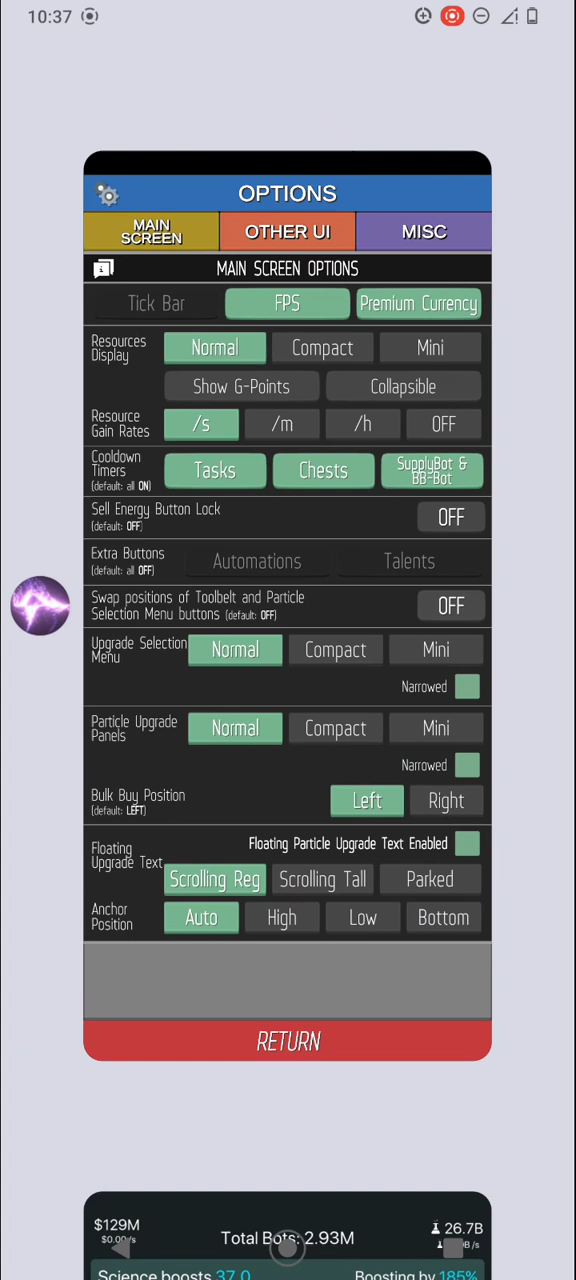 10:37
OPTIONS
MAIN SCREEN
OTHER UI
MISC
MAIN SCREEN OPTIONS
Tick Bar
FPS
Premium Currency
Resources Display
Normal
Compact
Mini
Show G-Points
Collapsible
Resource Gain Rates
/s
/m
/h
OFF
Cooldown Timers
(default: all ON)
Tasks
Chests
SupplyBot & BB-Bot
Sell Energy Button Lock
(default: OFF)
OFF
Extra Buttons
(default: all OFF)
Automations
Talents
Swap positions of Toolbelt and Particle
Selection Menu buttons (default: OFF)
OFF
Upgrade Selection Menu
Normal
Compact
Mini
Narrowed
Particle Upgrade Panels
Normal
Compact
Mini
Narrowed
Bulk Buy Position
(default: LEFT)
Left
Right
Floating Upgrade Text
Floating Particle Upgrade Text Enabled
Scrolling Reg
Scrolling Tall
Parked
Anchor Position
Auto
High
Low
Bottom
RETURN
$129M
$0.00/s
Total Bots: 2.93M
26.7B
Science boosts 37.0
Boosting by 185%